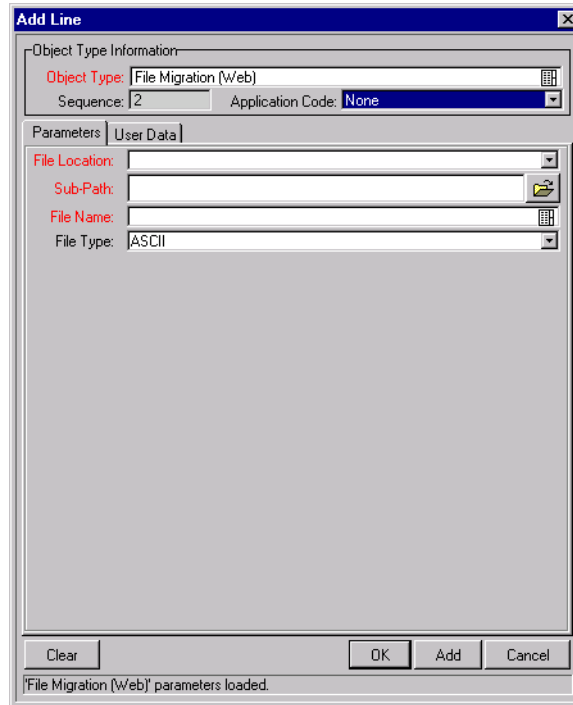 Add Line
Object Type Information
Object Type: File Migration (Web)
Sequence: 2 Application Code: None
Parameters User Data
File Location:
Sub-Path:
File Name:
File Type: ASCII
Clear OK Add Cancel
'File Migration (Web)' parameters loaded.